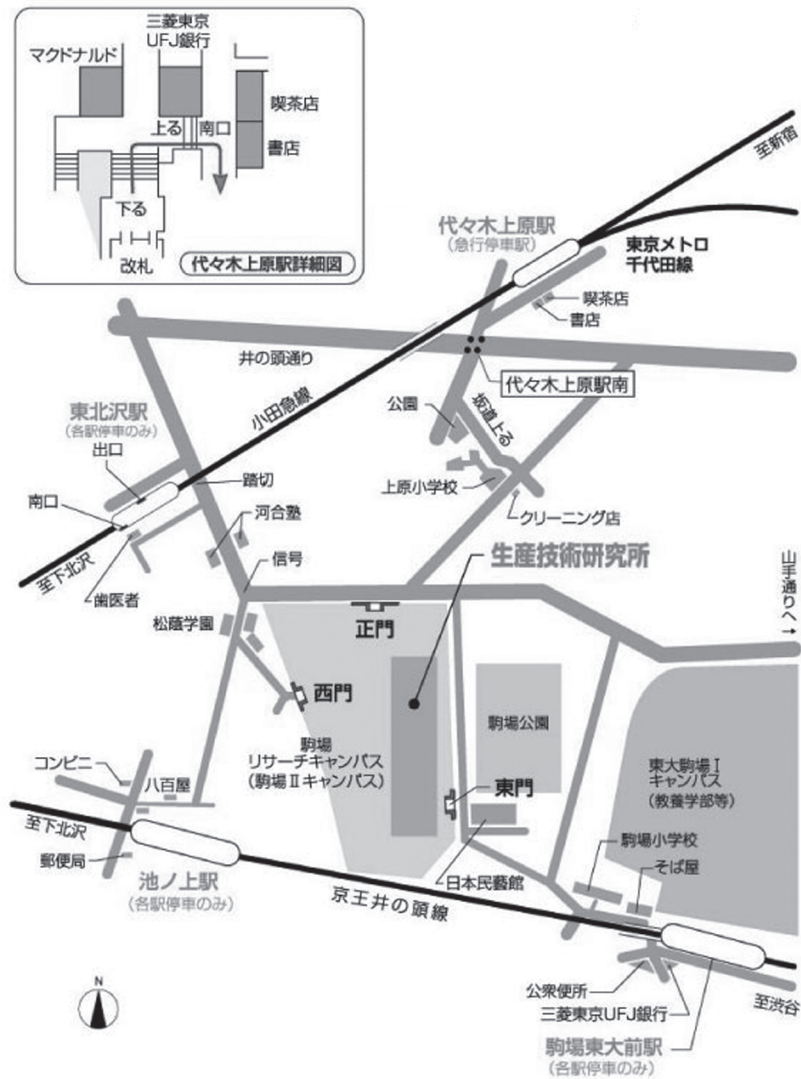 三菱東京
UFJ銀行
マクドナルド
喫茶店
上る
南口
書店
下る
改札
代々木上原駅詳細図
至新宿
代々木上原駅
(急行停車駅)
東京メトロ
千代田線
喫茶店
書店
井の頭通り
代々木上原駅南
小田急線
公園
坂道上る
東北沢駅
(各駅停車のみ)
出口
踏切
上原小学校
南口
河合塾
クリーニング店
信号
生産技術研究所
至下北沢
歯医者
山手通りへ→
松蔭学園
正門
西門
駒場公園
駒場
リサーチキャンパス
(駒場Ⅱキャンパス)
コンビニ
八百屋
東門
東大駒場Ⅰ
キャンパス
(教養学部等)
至下北沢
駒場小学校
郵便局
そば屋
池ノ上駅
(各駅停車のみ)
日本民藝館
京王井の頭線
N
公衆便所
三菱東京UFJ銀行
至渋谷
駒場東大前駅
(各駅停車のみ)